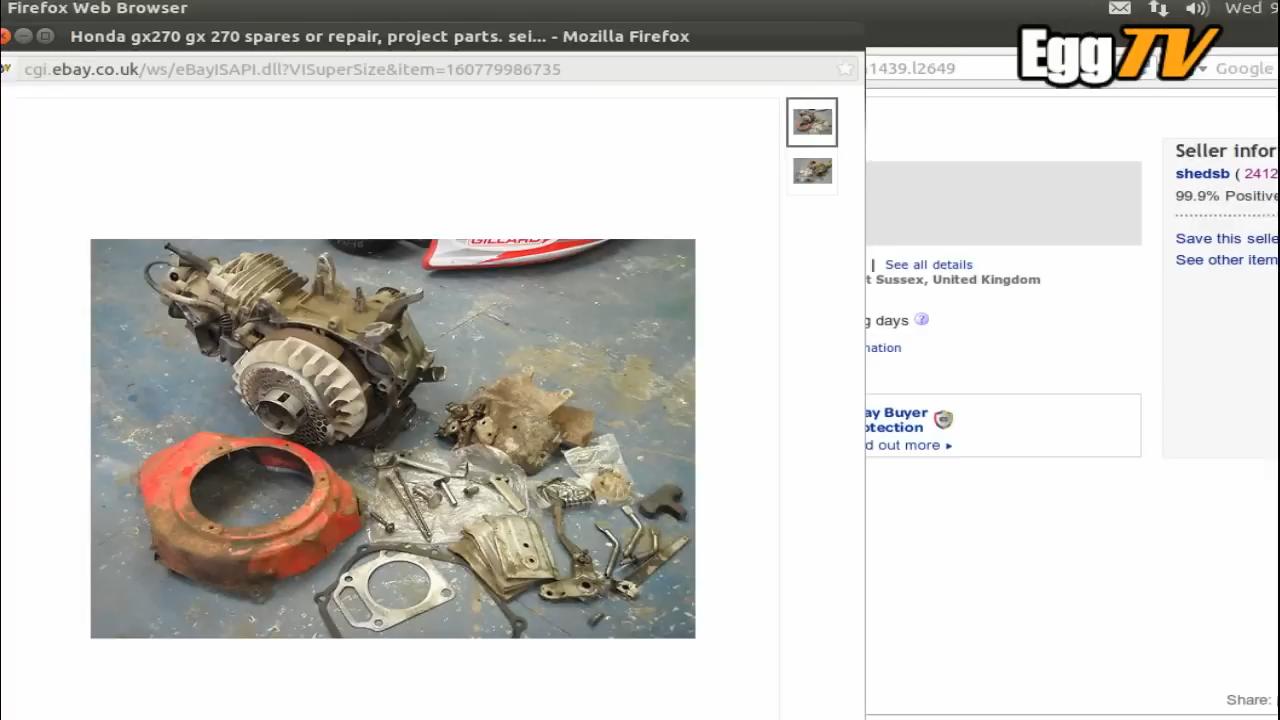 Firefox Web Browser
Wed 9
Honda gx270 gx 270 spares or repair, project parts. sei... - Mozilla Firefox
EggTV
cgi.ebay.co.uk/ws/eBayISAPI.dll?VISuperSize&item=160779986735
1439.l2649
Google
Seller infor
shedsb ( 2412
99.9% Positive
Save this selle
See other item
GILLARD
| See all details
t Sussex, United Kingdom
g days
nation
ay Buyer
otection
d out more ▸
Share: